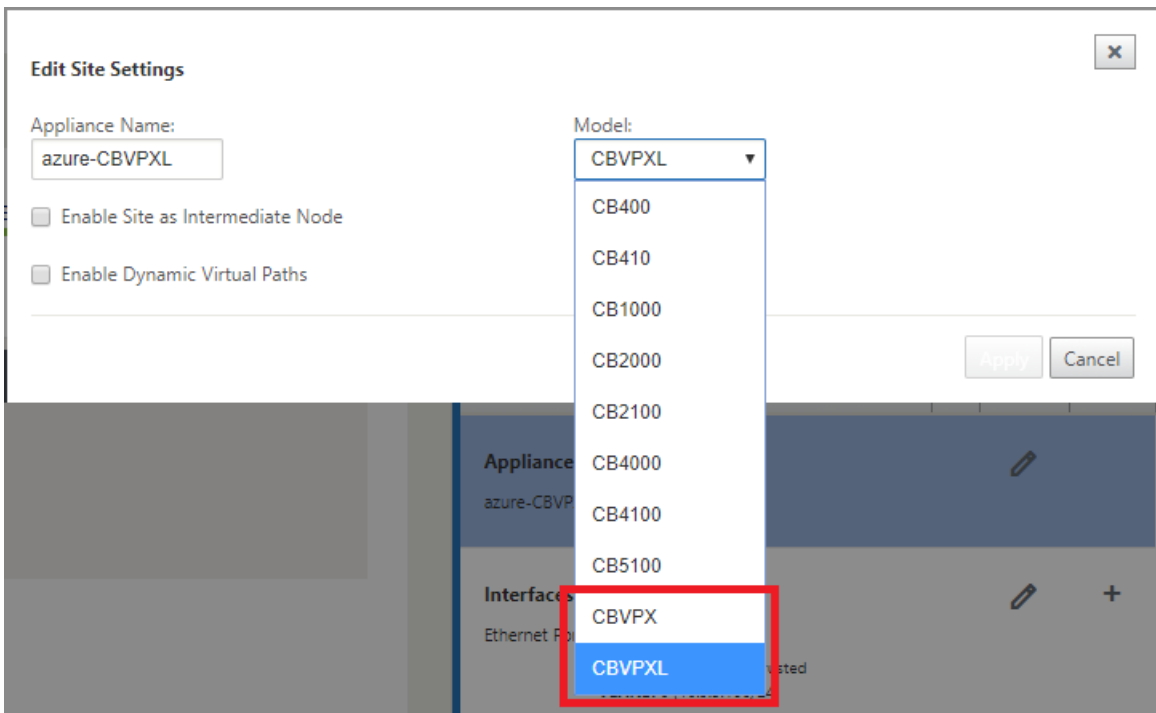 Edit Site Settings
Appliance Name:
Model:
azure-CBVPXL
CBVPXL
Enable Site as Intermediate Node
Enable Dynamic Virtual Paths
CB400
CB410
CB1000
CB2000
CB2100
CB4000
CB4100
CB5100
CBVPX
CBVPXL
Apply
Cancel
Appliance
azure-CBVP
Interfaces
Ethernet